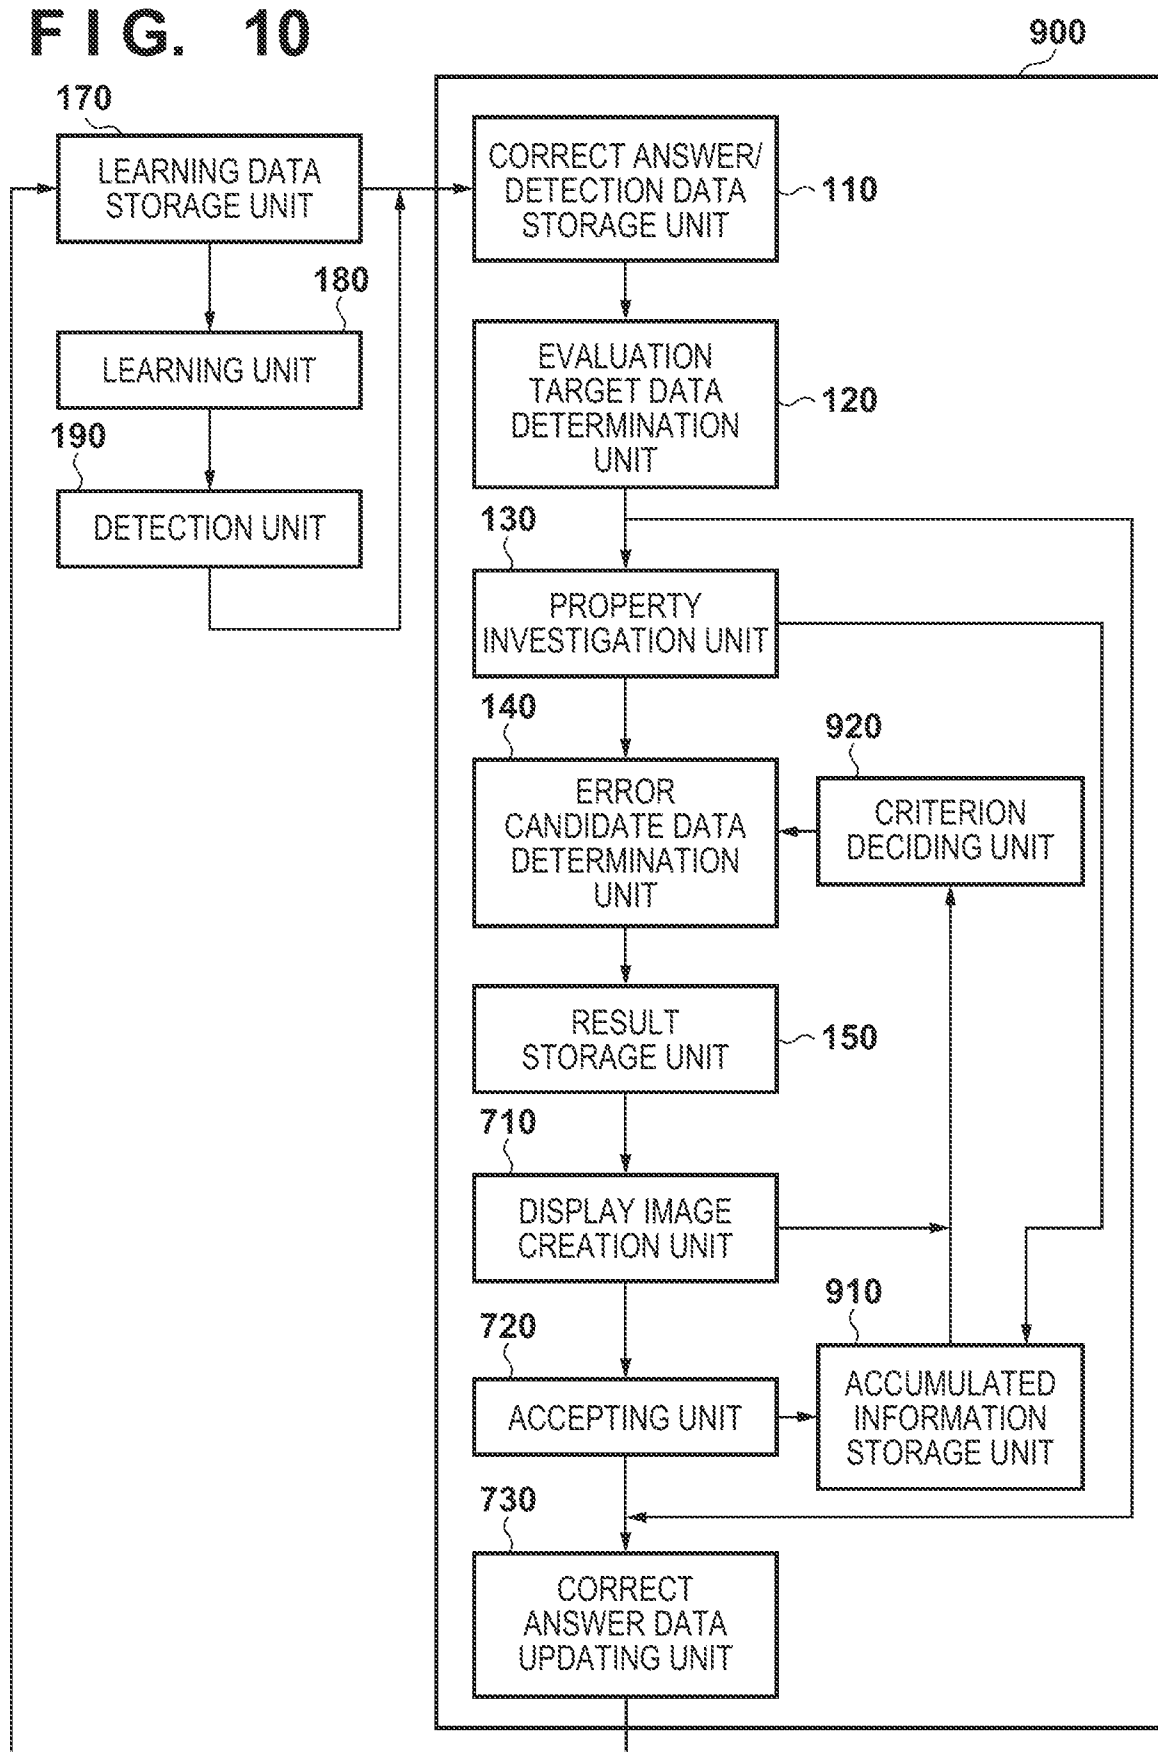 FIG. 10
900
170
LEARNING DATA
STORAGE UNIT
180
LEARNING UNIT
190
DETECTION UNIT
CORRECT ANSWER/
DETECTION DATA
STORAGE UNIT
110
EVALUATION
TARGET DATA
DETERMINATION
UNIT
120
130
PROPERTY
INVESTIGATION UNIT
140
ERROR
CANDIDATE DATA
DETERMINATION
UNIT
920
CRITERION
DECIDING UNIT
RESULT
STORAGE UNIT
150
710
DISPLAY IMAGE
CREATION UNIT
720
ACCEPTING UNIT
910
ACCUMULATED
INFORMATION
STORAGE UNIT
730
CORRECT
ANSWER DATA
UPDATING UNIT